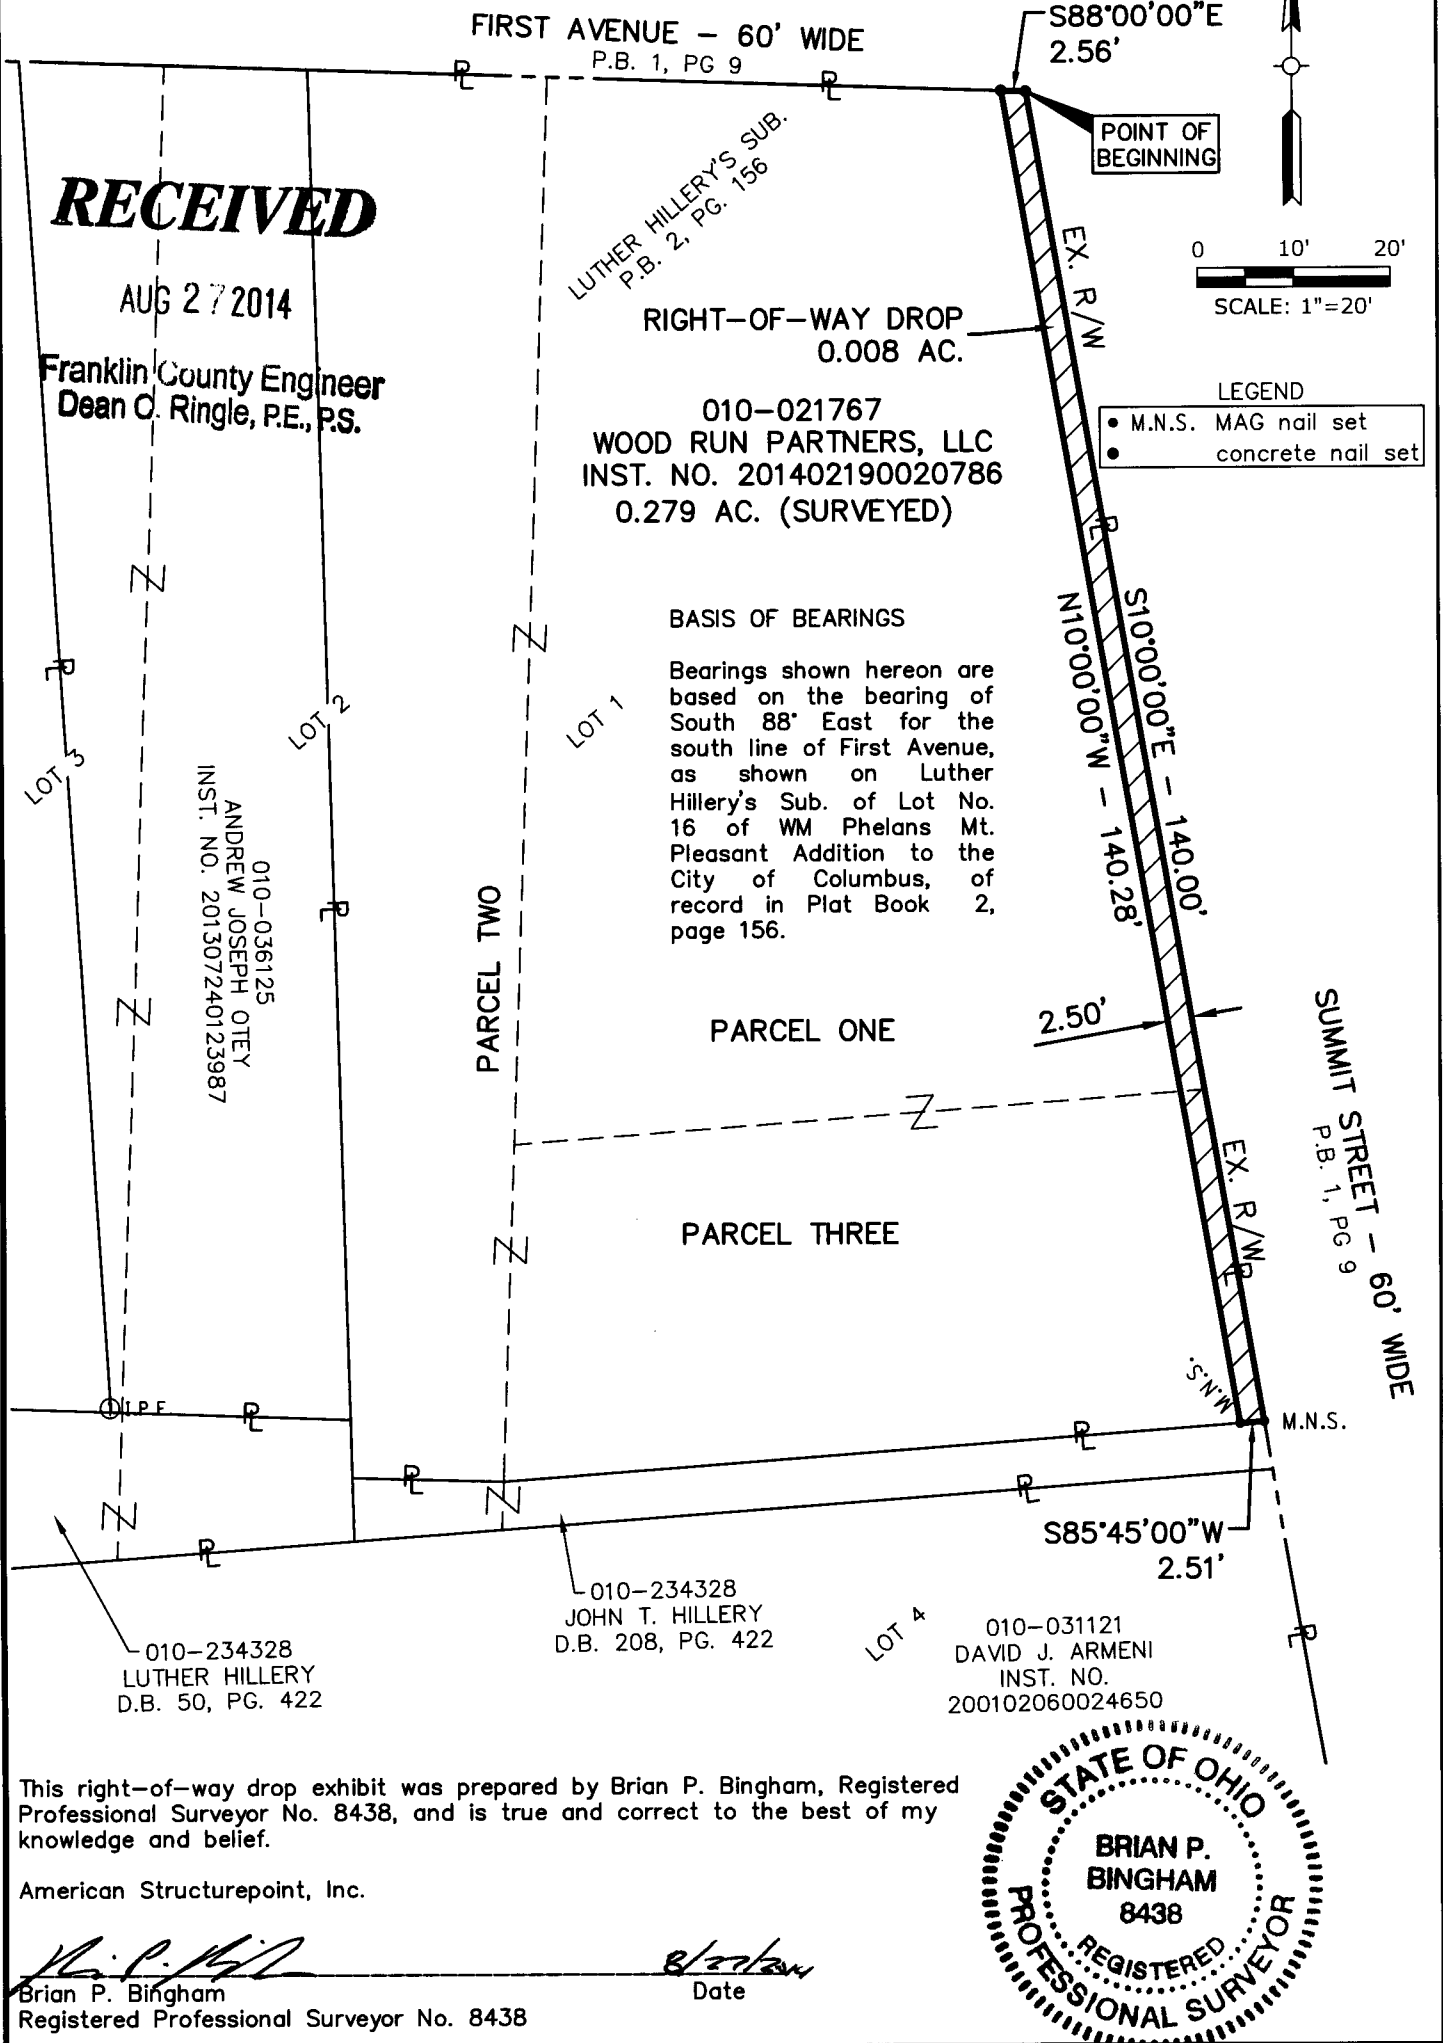 FIRST AVENUE – 60' WIDE
P.B. 1, PG 9
S88°00'00"E
2.56'
POINT OF
BEGINNING
RECEIVED
AUG 27 2014
Franklin County Engineer
Dean C. Ringle, P.E., P.S.
LUTHER HILLERY'S SUB.
P.B. 2, PG. 156
0 10' 20'
SCALE: 1"=20'
EX. R/W
RIGHT–OF–WAY DROP
0.008 AC.
LEGEND
M.N.S. MAG nail set
concrete nail set
010–021767
WOOD RUN PARTNERS, LLC
INST. NO. 201402190020786
0.279 AC. (SURVEYED)
PL
Z
BASIS OF BEARINGS
Bearings shown hereon are
based on the bearing of
South 88° East for the
south line of First Avenue,
as shown on Luther
Hillery's Sub. of Lot No.
16 of WM Phelans Mt.
Pleasant Addition to the
City of Columbus, of
record in Plat Book 2,
page 156.
N10°00'00"W – 140.28'
S10°00'00"E – 140.00'
LOT 3
LOT 2
LOT 1
010–036125
ANDREW JOSEPH OTEY
INST. NO. 201307240123987
PARCEL TWO
PARCEL ONE
2.50'
SUMMIT STREET – 60' WIDE
P.B. 1, PG 9
EX. R/W
PARCEL THREE
I.P.F.
M.N.S.
M.N.S.
S85°45'00"W
2.51'
010–234328
JOHN T. HILLERY
D.B. 208, PG. 422
LOT 4
010–031121
DAVID J. ARMENI
INST. NO.
200102060024650
010–234328
LUTHER HILLERY
D.B. 50, PG. 422
This right–of–way drop exhibit was prepared by Brian P. Bingham, Registered
Professional Surveyor No. 8438, and is true and correct to the best of my
knowledge and belief.
American Structurepoint, Inc.
8/27/2014
Brian P. Bingham
Date
Registered Professional Surveyor No. 8438
STATE OF OHIO
BRIAN P.
BINGHAM
8438
REGISTERED
PROFESSIONAL SURVEYOR